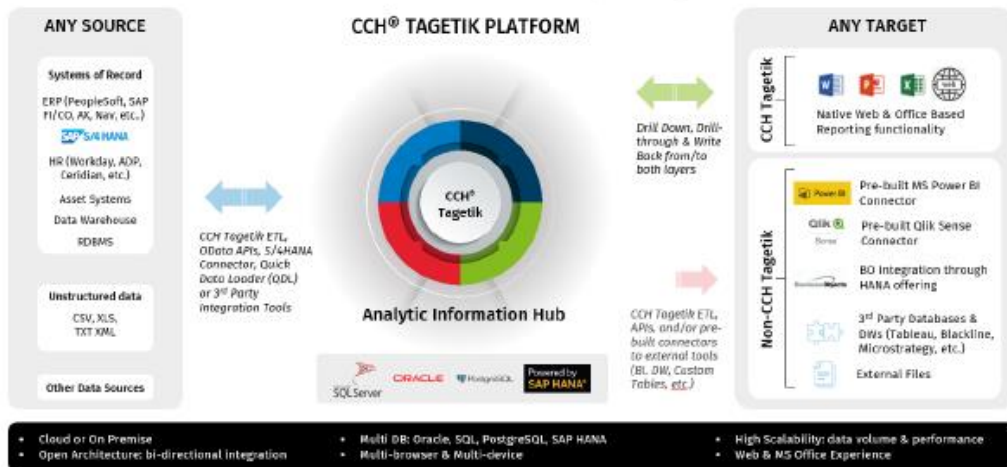 ANY SOURCE
Systems of Record
ERP (PeopleSoft, SAP
FI/CO, AX, Nav, etc..)
SAP S/4HANA
HR (Workday, ADP,
Ceridian, etc.)
Asset Systems
Data Warehouse
RDBMS
Unstructured data
CSV, XLS,
TXT XML
Other Data Sources
CCH Tagetik ETL,
OData APIs, S/4HANA
Connector, Quick
Data Loader (QDL)
or 3rd Party
Integration Tools
CCH® TAGETIK PLATFORM
CCH®
Tagetik
Analytic Information Hub
SQL Server
ORACLE
PostgreSQL
Powered by
SAP HANA®
Drill Down, Drill-
through & Write
Back from/to
both layers
CCH Tagetik ETL,
APIs, and/or pre-
built connectors
to external tools
(BI, DW, Custom
Tables, etc.)
ANY TARGET
CCH Tagetik
Native Web & Office Based
Reporting functionality
Non-CCH Tagetik
Power BI
Pre-built MS Power BI
Connector
Qlik
Sense
Pre-built Qlik Sense
Connector
BusinessObjects
BO Integration through
HANA offering
3rd Party Databases &
DWs (Tableau, Blackline,
Microstrategy, etc.)
External Files
• Cloud or On Premise
• Open Architecture: bi-directional integration
• Multi DB: Oracle, SQL, PostgreSQL, SAP HANA
• Multi-browser & Multi-device
• High Scalability: data volume & performance
• Web & MS Office Experience